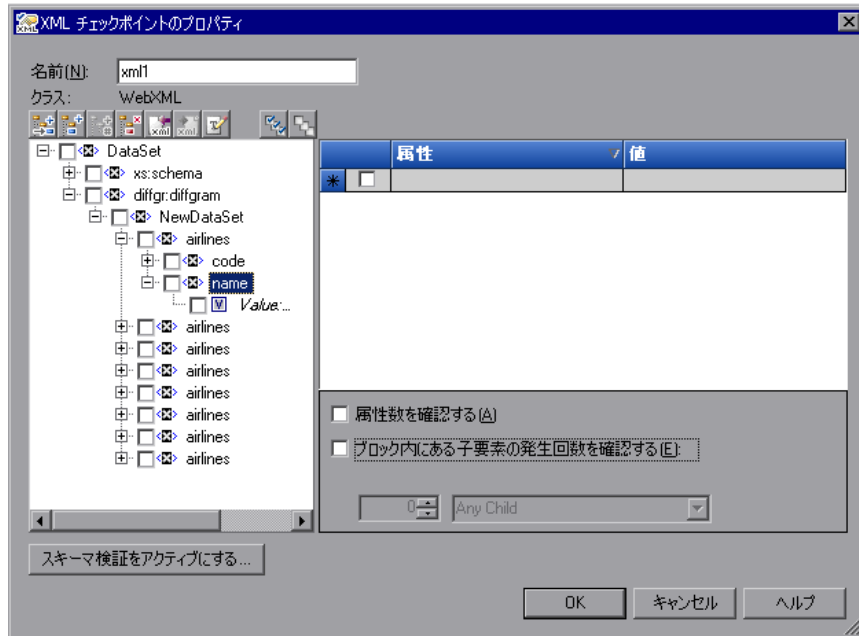 XML チェックポイントのプロパティ
名前(N): xml1
クラス: WebXML
DataSet
xs:schema
diffgr:diffgram
NewDataSet
airlines
code
name
Value:...
airlines
airlines
airlines
airlines
airlines
airlines
airlines
属性 値
属性数を確認する(A)
ブロック内にある子要素の発生回数を確認する(E):
0 Any Child
スキーマ検証をアクティブにする...
OK キャンセル ヘルプ